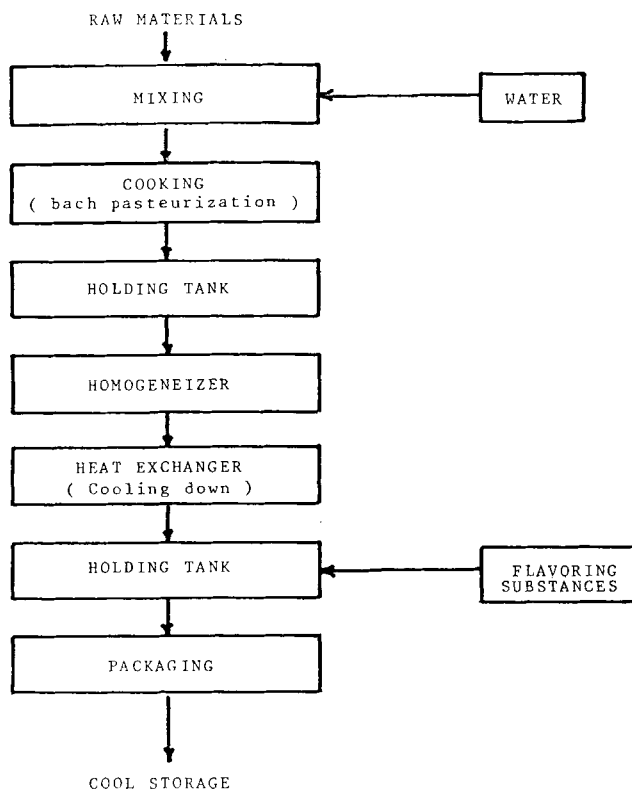 RAW MATERIALS
MIXING
WATER
COOKING
( bach pasteurization )
HOLDING TANK
HOMOGENEIZER
HEAT EXCHANGER
( Cooling down )
HOLDING TANK
FLAVORING
SUBSTANCES
PACKAGING
COOL STORAGE